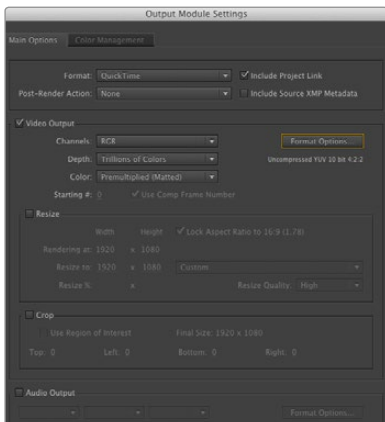 Output Module Settings
Main Options Color Management
Format: QuickTime Include Project Link
Post-Render Action: None Include Source XMP Metadata
Video Output
Channels: RGB Format Options...
Depth: Trillions of Colors Uncompressed YUV 10 bit 4:2:2
Color: Premultiplied (Matted)
Starting #: 0 Use Comp Frame Number
Resize
Width Height Lock Aspect Ratio to 16:9 (1.78)
Rendering at: 1920 x 1080
Resize to: 1920 x 1080 Custom
Resize %: x Resize Quality: High
Crop
Use Region of Interest Final Size: 1920 x 1080
Top: 0 Left: 0 Bottom: 0 Right: 0
Audio Output
Format Options...